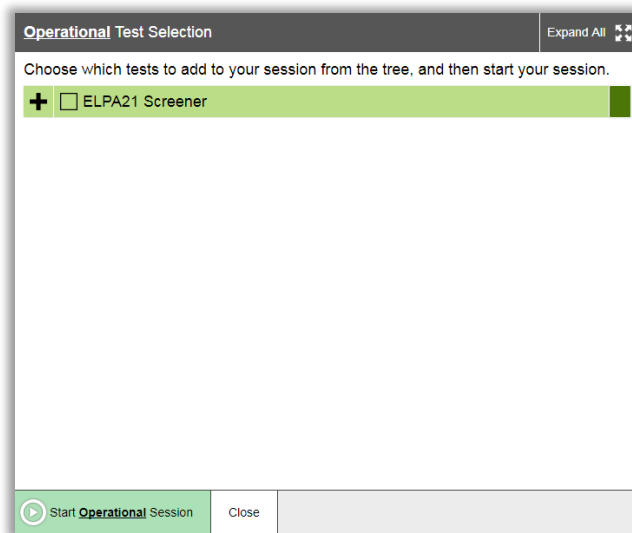 Operational Test Selection
Expand All
Choose which tests to add to your session from the tree, and then start your session.
ELPA21 Screener
Start Operational Session
Close